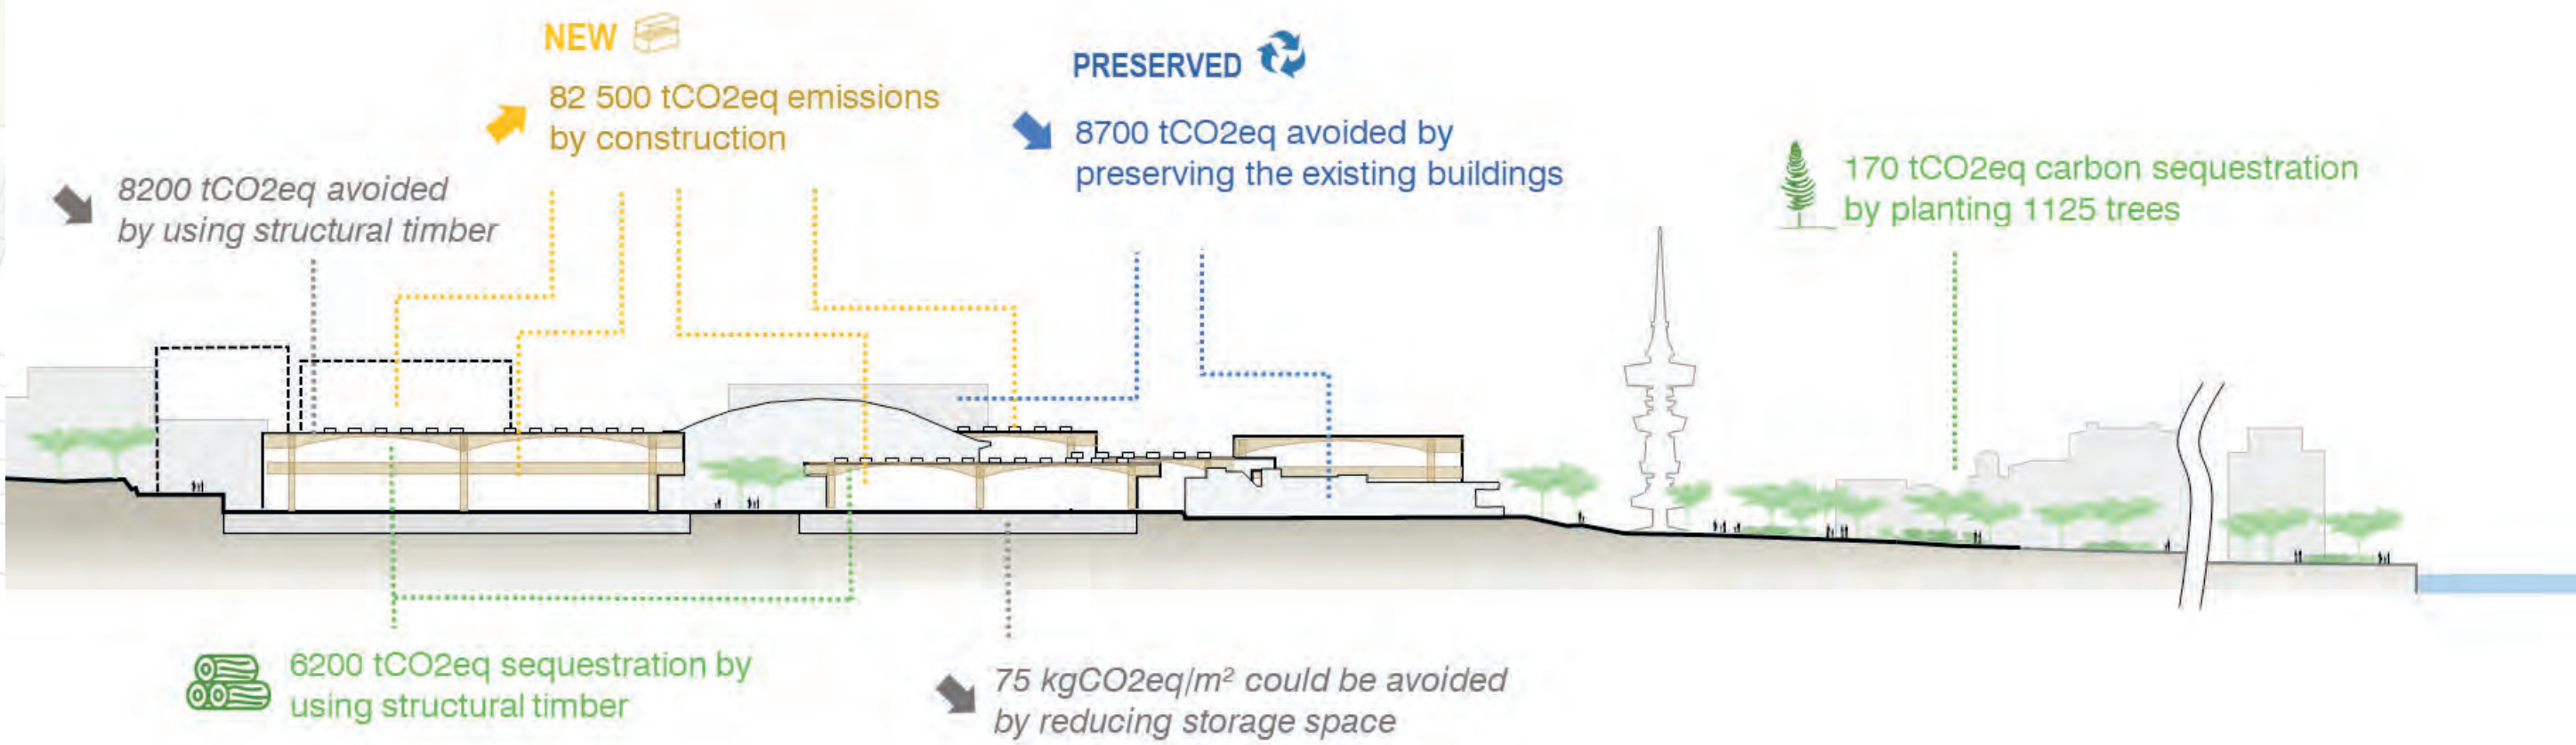 NEW
82 500 tCO2eq emissions
by construction
PRESERVED
8700 tCO2eq avoided by
preserving the existing buildings
8200 tCO2eq avoided
by using structural timber
170 tCO2eq carbon sequestration
by planting 1125 trees
6200 tCO2eq sequestration by
using structural timber
75 kgCO2eq/m² could be avoided
by reducing storage space